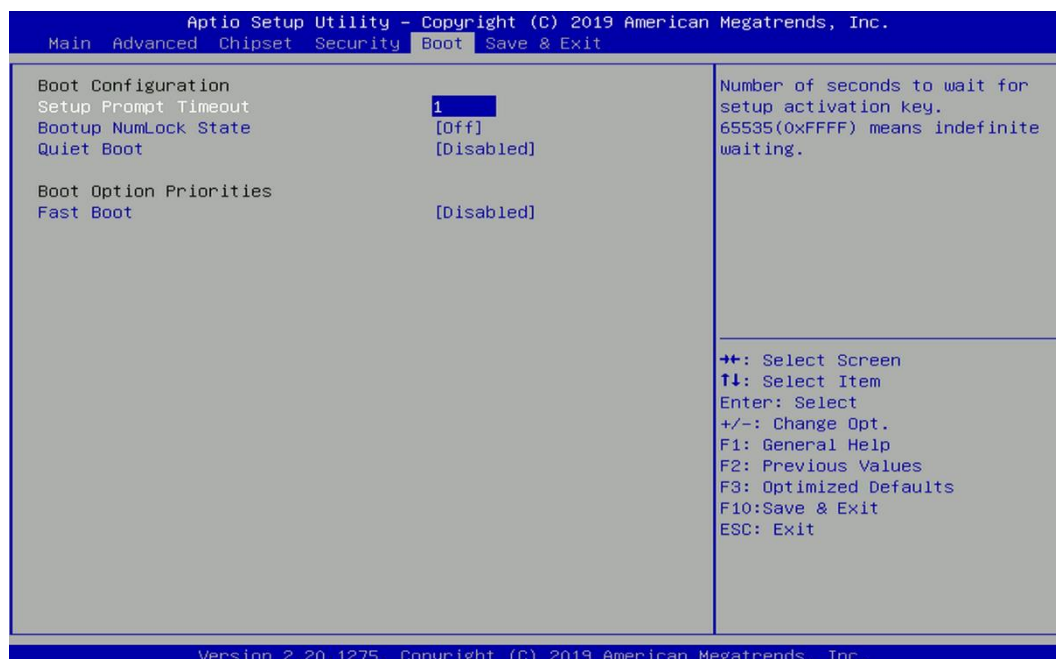 Aptio Setup Utility – Copyright (C) 2019 American Megatrends, Inc.
Main Advanced Chipset Security Boot Save & Exit
Boot Configuration
Setup Prompt Timeout 1
Bootup NumLock State [Off]
Quiet Boot [Disabled]
Boot Option Priorities
Fast Boot [Disabled]
Number of seconds to wait for
setup activation key.
65535(0xFFFF) means indefinite
waiting.
→←: Select Screen
↑↓: Select Item
Enter: Select
+/-: Change Opt.
F1: General Help
F2: Previous Values
F3: Optimized Defaults
F10:Save & Exit
ESC: Exit
Version 2.20.1275. Copyright (C) 2019 American Megatrends, Inc.